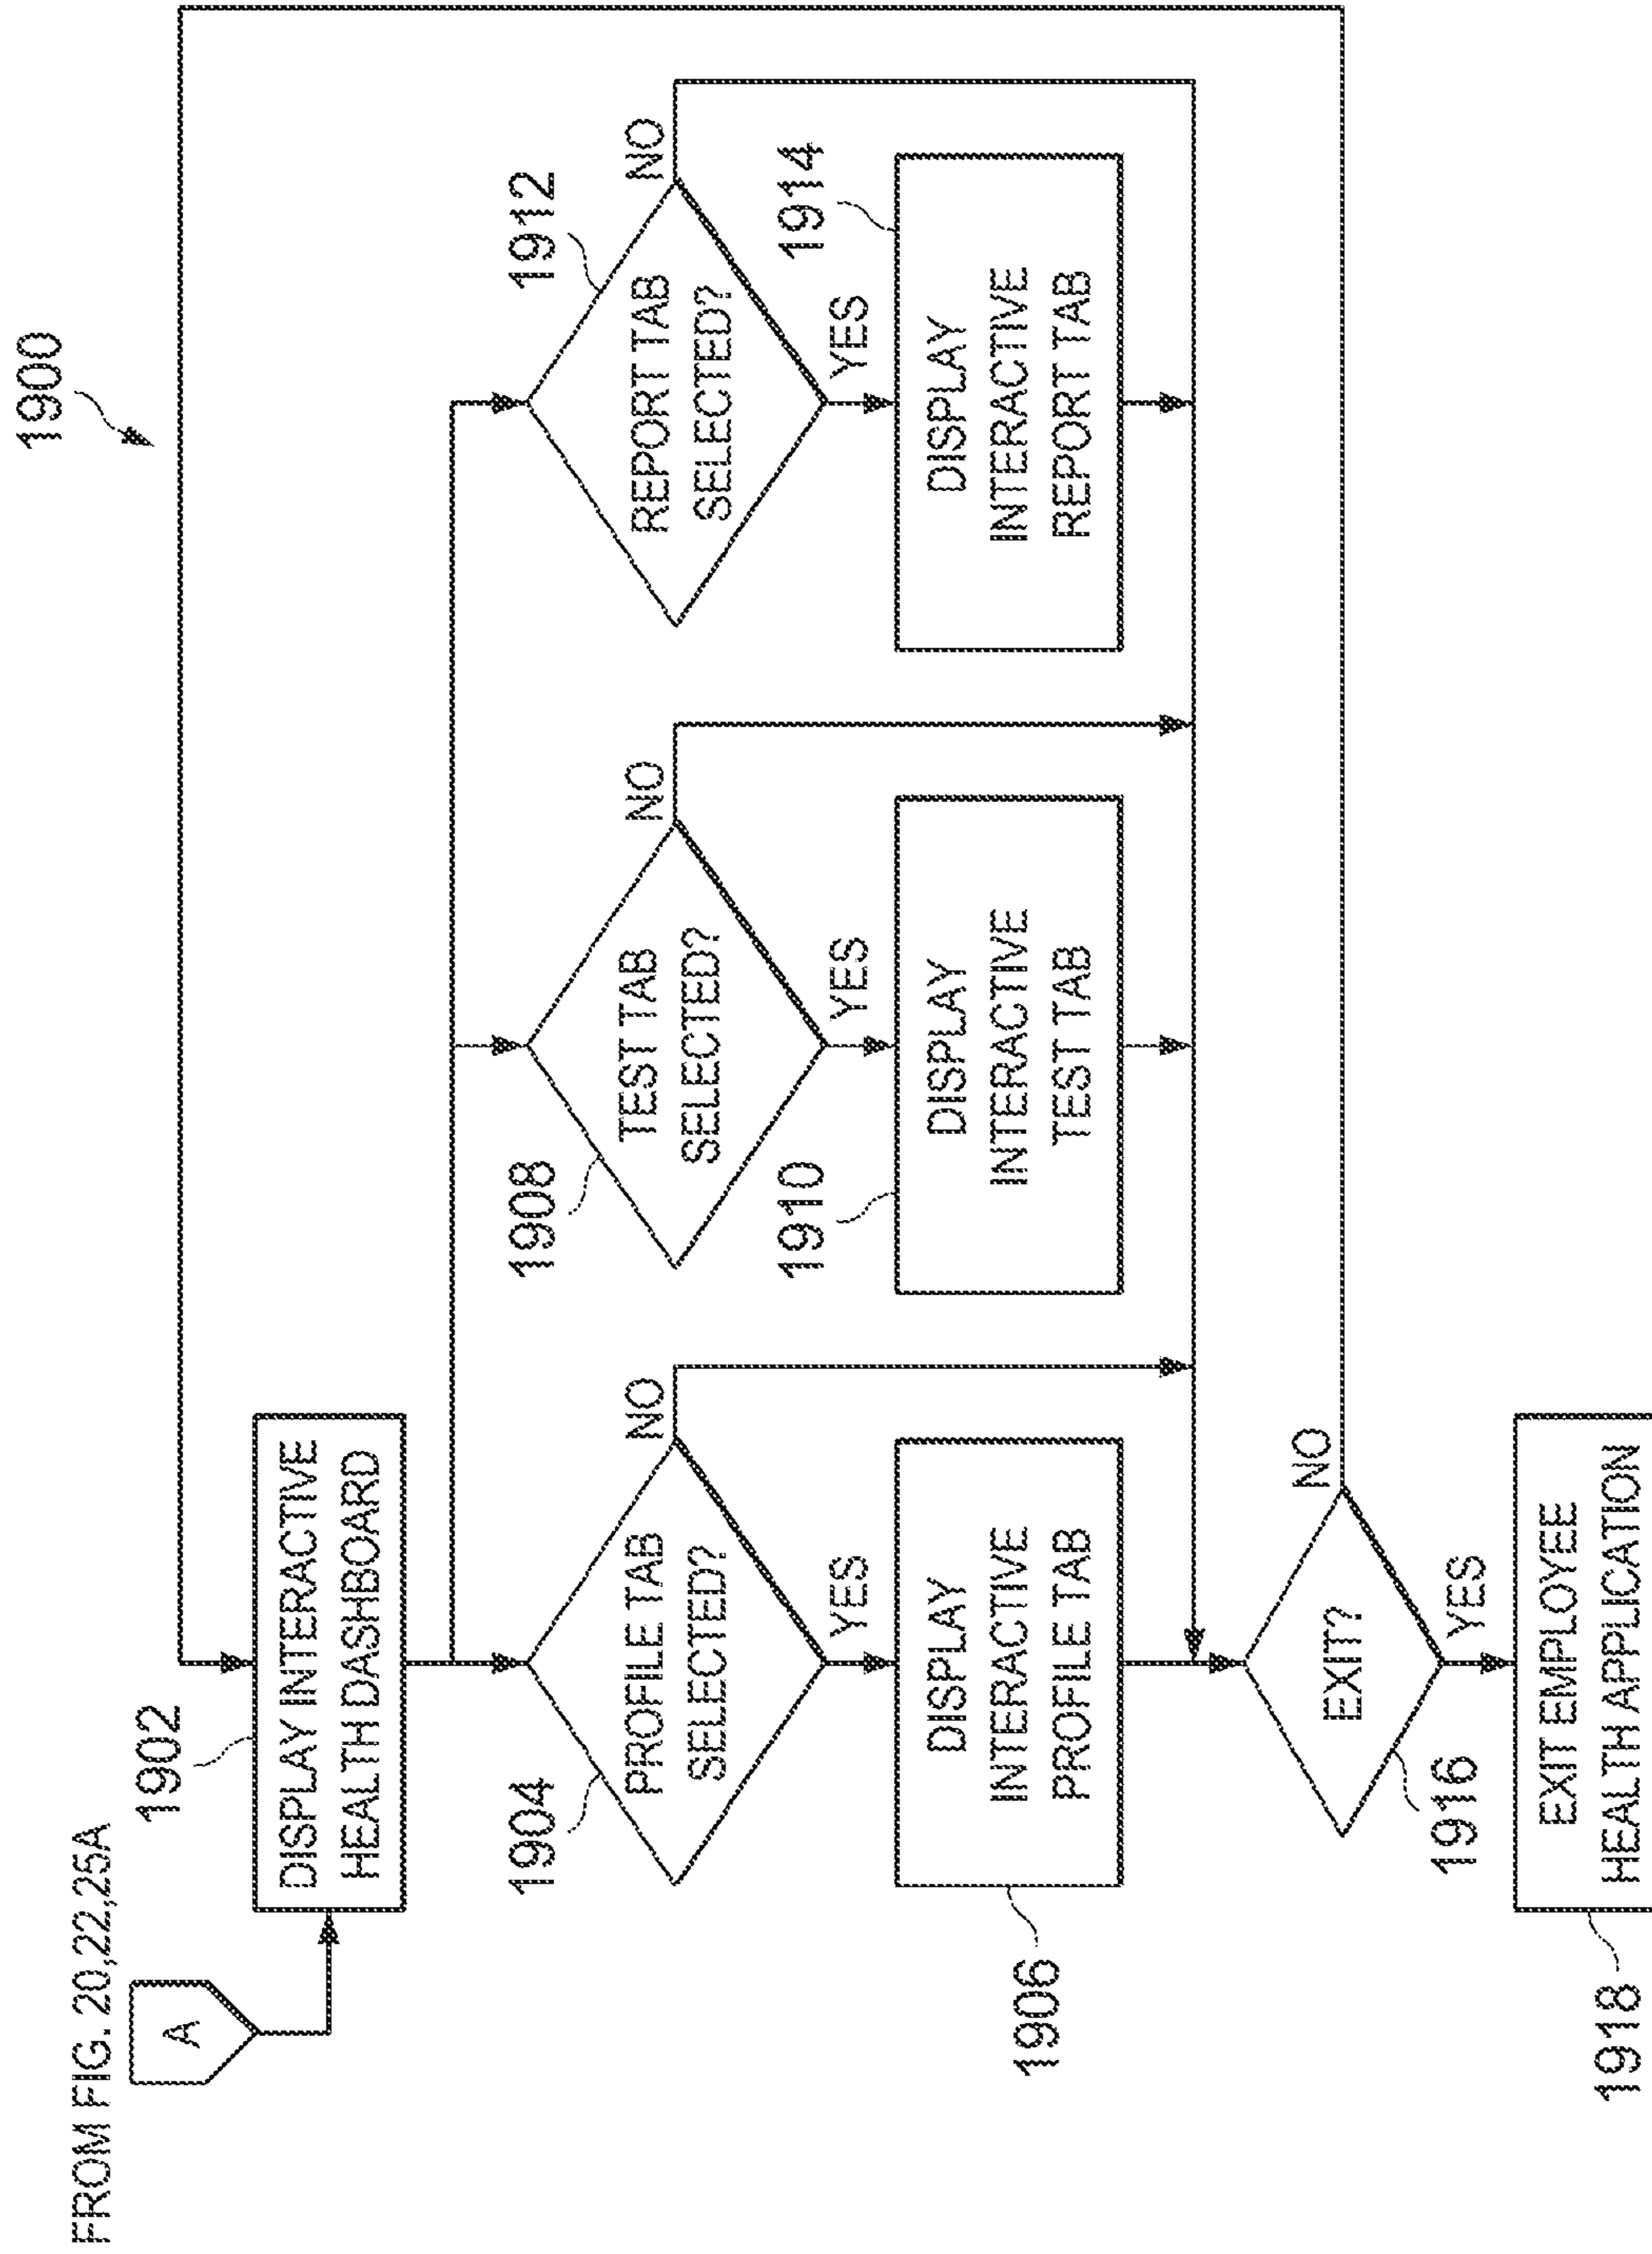 1900
FROM FIG. 20,22,25A
A
1902
DISPLAY INTERACTIVE
HEALTH DASHBOARD
1904
PROFILE TAB
SELECTED?
NO
YES
1906
DISPLAY
INTERACTIVE
PROFILE TAB
1908
TEST TAB
SELECTED?
NO
YES
1910
DISPLAY
INTERACTIVE
TEST TAB
1912
REPORT TAB
SELECTED?
NO
YES
1914
DISPLAY
INTERACTIVE
REPORT TAB
1916
EXIT?
NO
YES
1918
EXIT EMPLOYEE
HEALTH APPLICATION